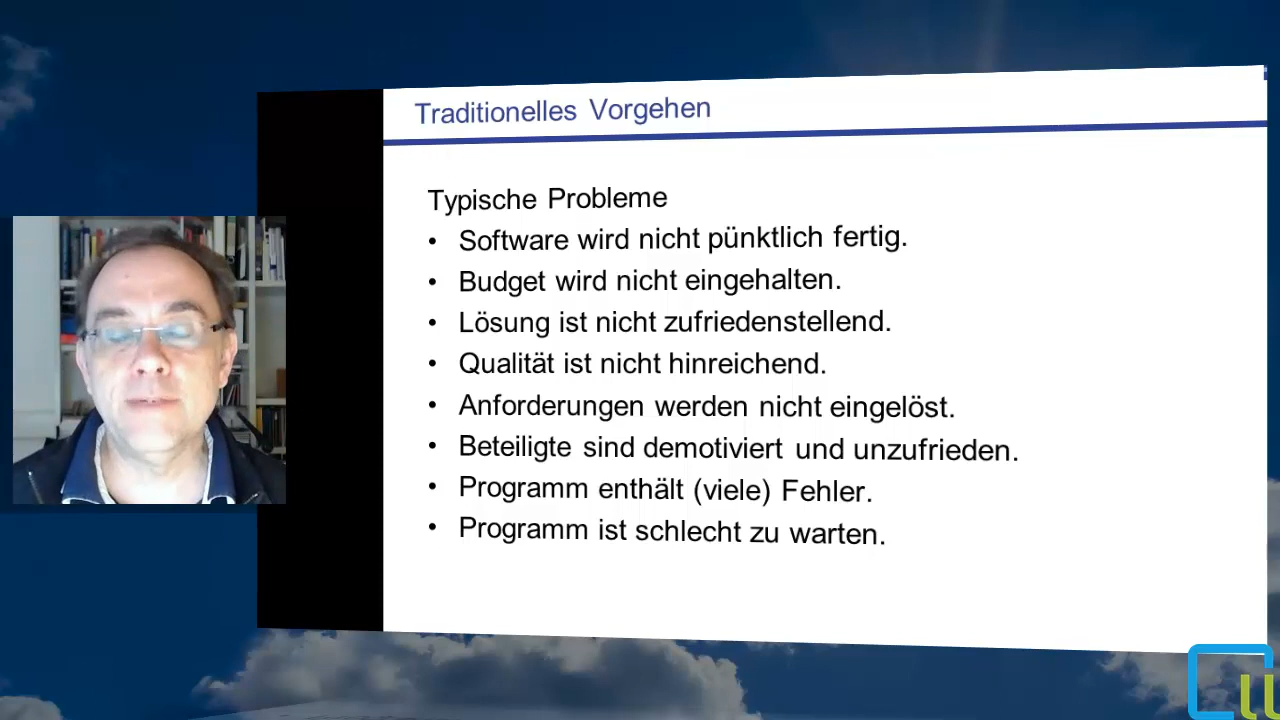 Traditionelles Vorgehen
Typische Probleme
• Software wird nicht pünktlich fertig.
• Budget wird nicht eingehalten.
• Lösung ist nicht zufriedenstellend.
• Qualität ist nicht hinreichend.
• Anforderungen werden nicht eingelöst.
• Beteiligte sind demotiviert und unzufrieden.
• Programm enthält (viele) Fehler.
• Programm ist schlecht zu warten.